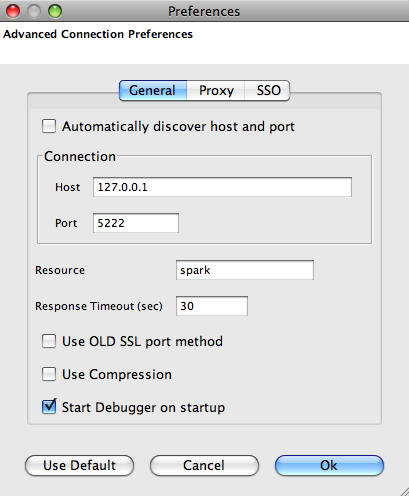 Preferences
Advanced Connection Preferences
General Proxy SSO
Automatically discover host and port
Connection
Host 127.0.0.1
Port 5222
Resource spark
Response Timeout (sec) 30
Use OLD SSL port method
Use Compression
Start Debugger on startup
Use Default Cancel Ok